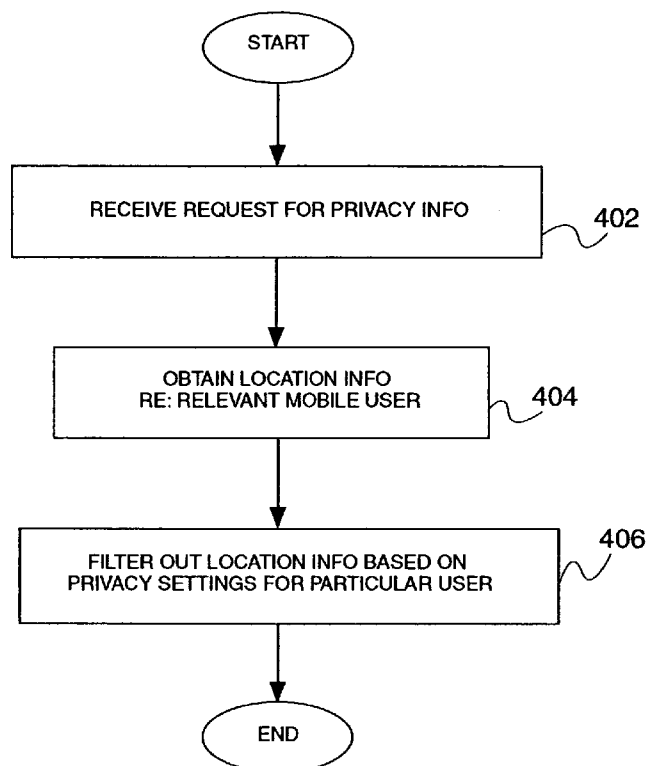 START
RECEIVE REQUEST FOR PRIVACY INFO
402
OBTAIN LOCATION INFO
RE: RELEVANT MOBILE USER
404
FILTER OUT LOCATION INFO BASED ON
PRIVACY SETTINGS FOR PARTICULAR USER
406
END